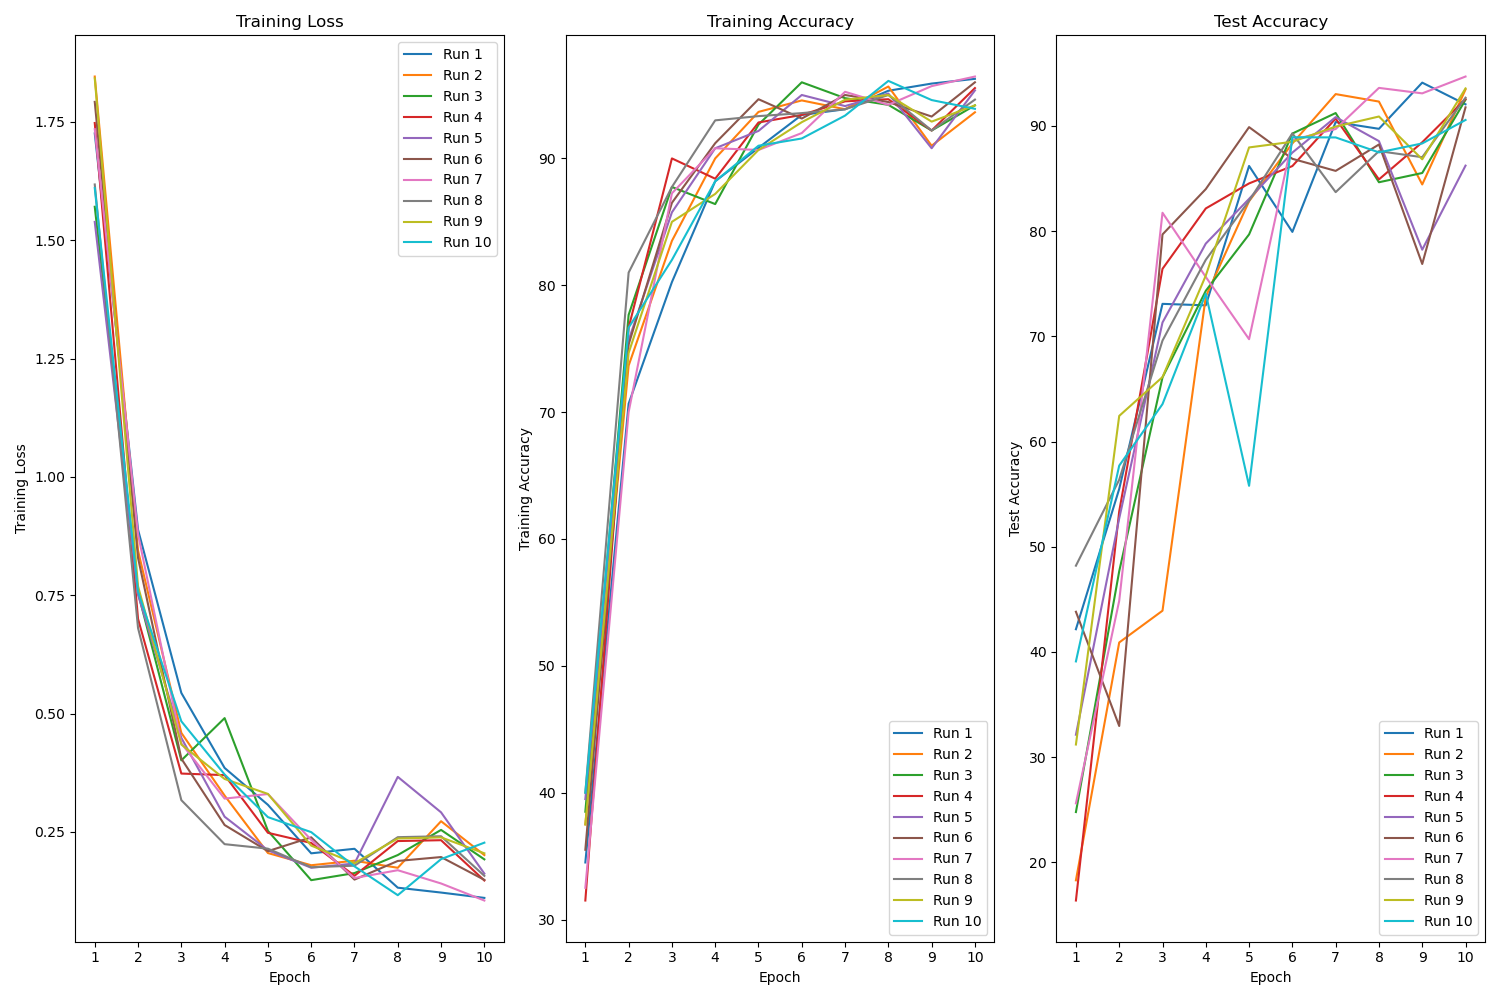 Training Loss
Training Loss
1.75
1.50
1.25
1.00
0.75
0.50
0.25
1 2 3 4 5 6 7 8 9 10
Epoch
Run 1
Run 2
Run 3
Run 4
Run 5
Run 6
Run 7
Run 8
Run 9
Run 10
Training Accuracy
Training Accuracy
90
80
70
60
50
40
30
1 2 3 4 5 6 7 8 9 10
Epoch
Run 1
Run 2
Run 3
Run 4
Run 5
Run 6
Run 7
Run 8
Run 9
Run 10
Test Accuracy
Test Accuracy
90
80
70
60
50
40
30
20
1 2 3 4 5 6 7 8 9 10
Epoch
Run 1
Run 2
Run 3
Run 4
Run 5
Run 6
Run 7
Run 8
Run 9
Run 10